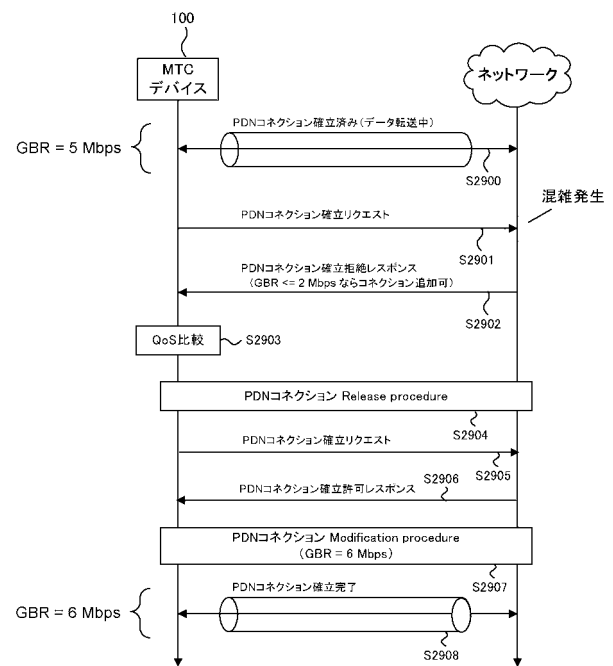 100
MTC
デバイス
ネットワーク
PDNコネクション確立済み(データ転送中)
GBR = 5 Mbps
S2900
混雑発生
PDNコネクション確立リクエスト
S2901
PDNコネクション確立拒絶レスポンス
(GBR <= 2 Mbps ならコネクション追加可)
S2902
QoS比較
S2903
PDNコネクション Release procedure
S2904
PDNコネクション確立リクエスト
S2905
S2906
PDNコネクション確立許可レスポンス
PDNコネクション Modification procedure
(GBR = 6 Mbps)
S2907
PDNコネクション確立完了
GBR = 6 Mbps
S2908